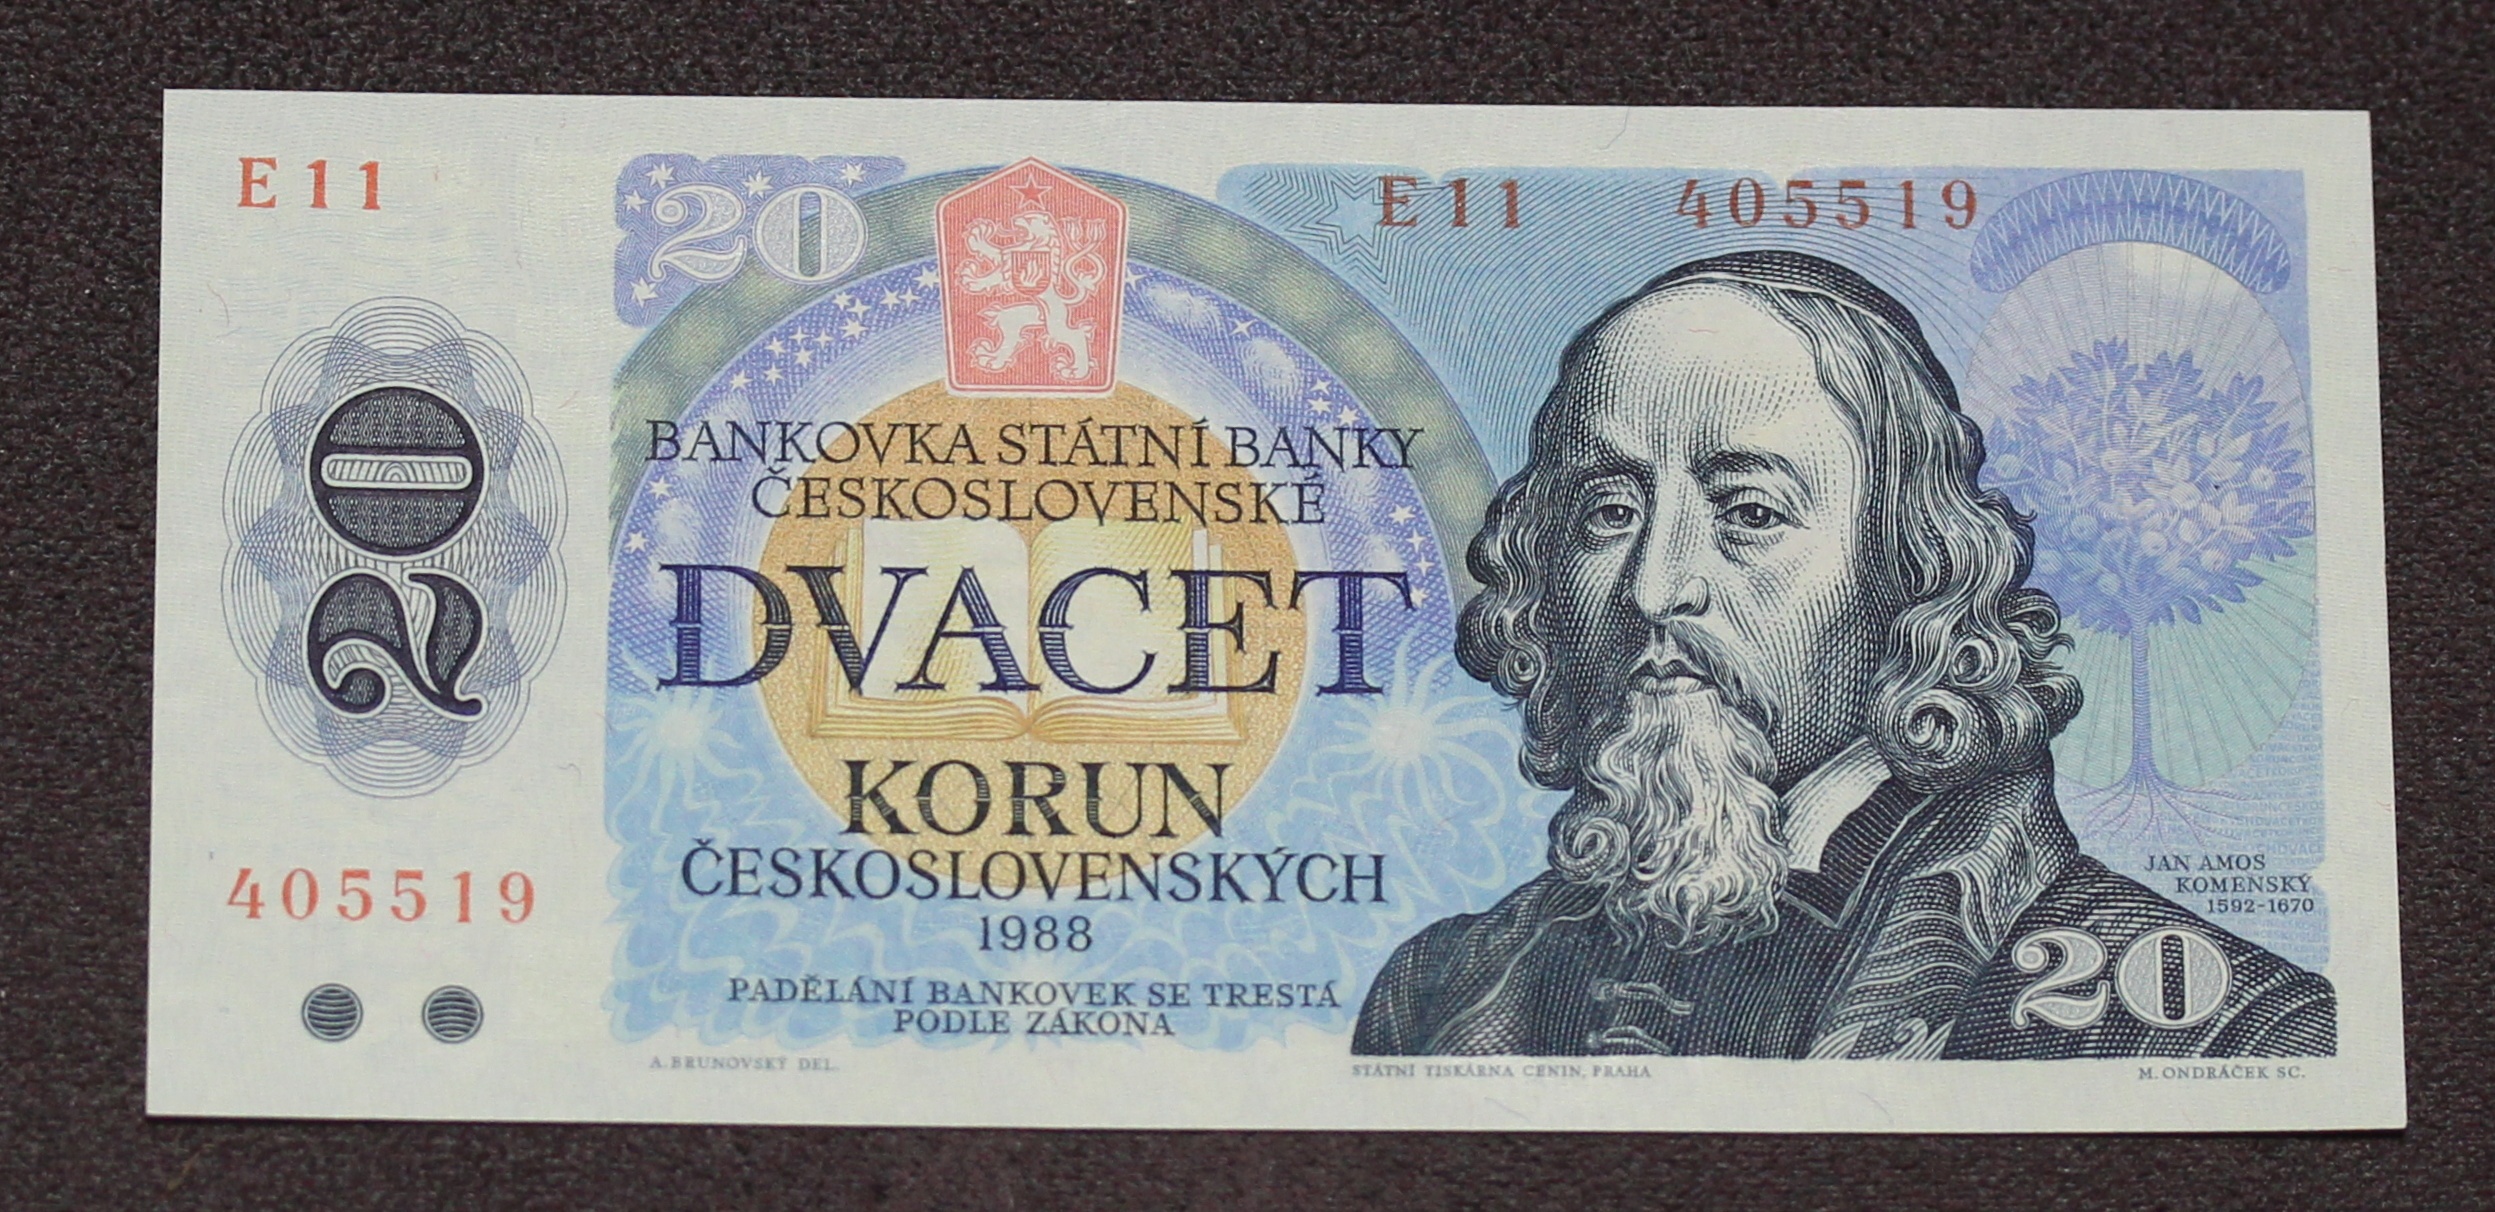 E11
20
E11 405519
20
BANKOVKA STÁTNÍ BANKY
ČESKOSLOVENSKÉ
DVACET
KORUN
ČESKOSLOVENSKÝCH
1988
PADĚLÁNÍ BANKOVEK SE TRESTÁ
PODLE ZÁKONA
405519
JAN AMOS
KOMENSKÝ
1592-1670
20
A. BRUNOVSKÝ DEL.
STÁTNÍ TISKÁRNA CENIN, PRAHA
M. ONDRÁČEK SC.